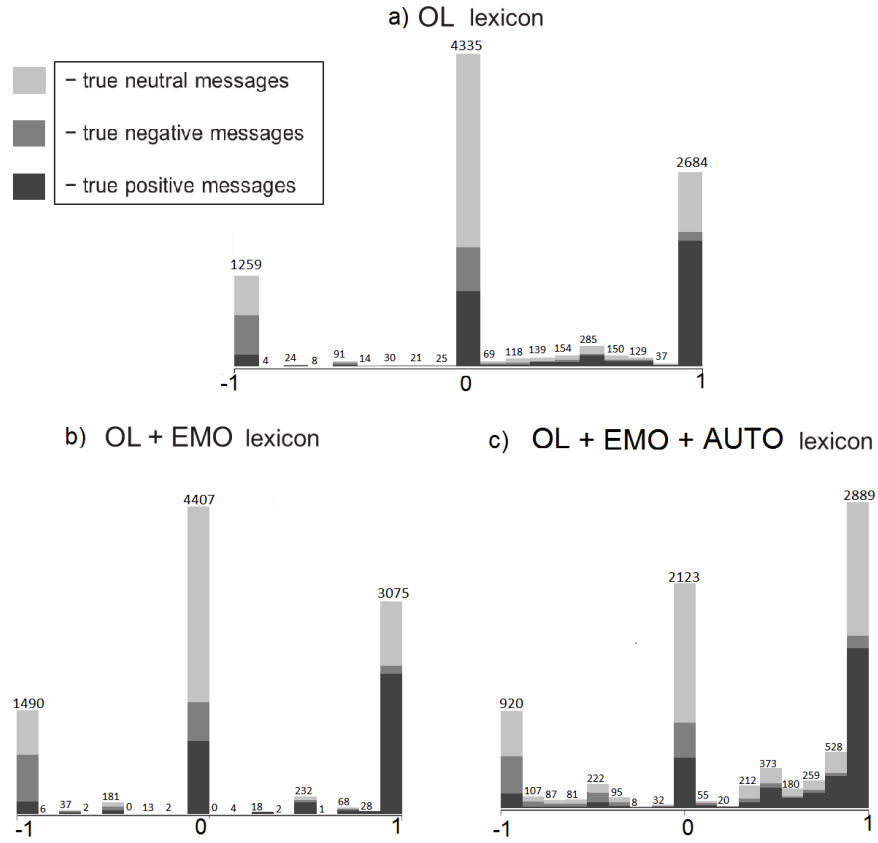 a) OL lexicon
− true neutral messages
− true negative messages
− true positive messages
4335
2684
1259
4 24 8 91 14 30 21 25 69 118 139 154 285 150 129 37
-1 0 1
b) OL + EMO lexicon
4407
3075
1490
6 37 2 181 0 13 2 0 4 18 2 232 1 68 28
-1 0 1
c) OL + EMO + AUTO lexicon
2889
2123
920
107 87 81 222 95 8 32 55 20 212 373 180 259 528
-1 0 1